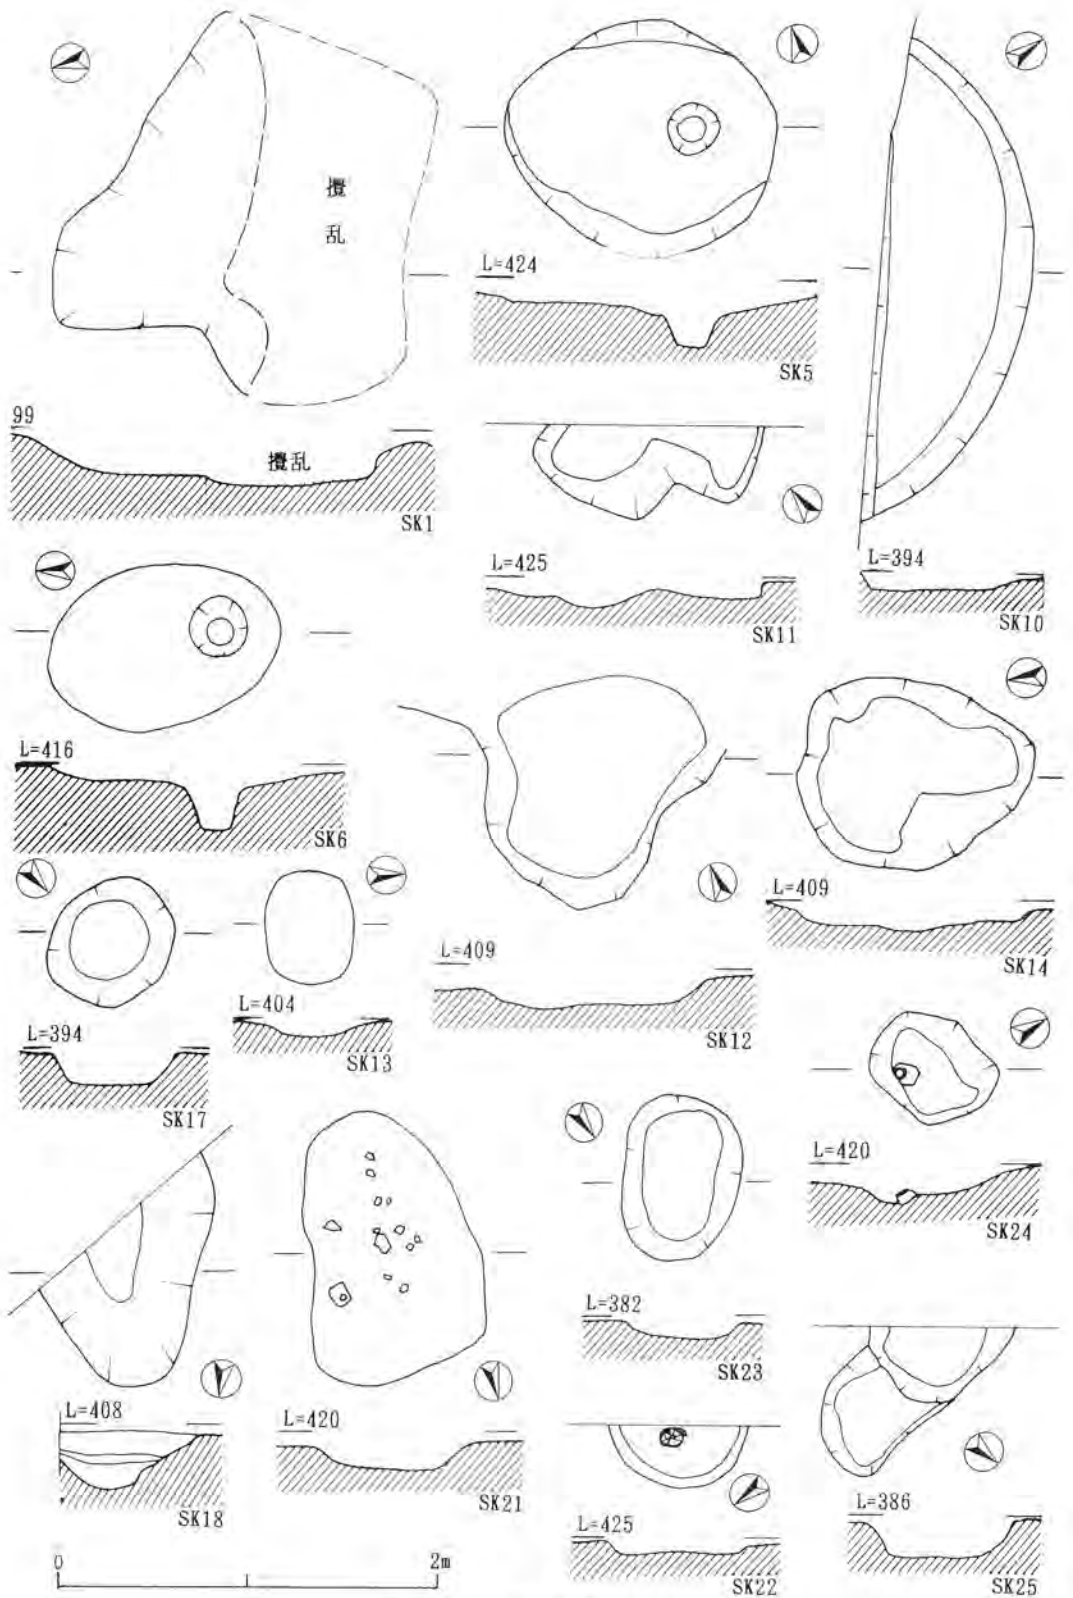 攪
乱
99
攪乱
SK1
L=424
SK5
L=425
SK11
L=394
SK10
L=416
SK6
L=409
SK12
L=409
SK14
L=394
SK17
L=404
SK13
L=408
SK18
L=420
SK21
L=382
SK23
L=420
SK24
L=425
SK22
L=386
SK25
0 2m